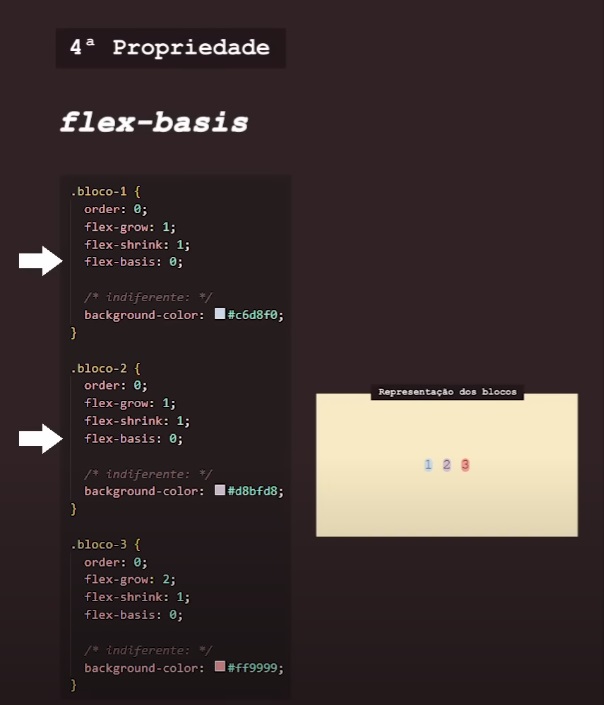 4ª Propriedade
flex-basis
.bloco-1 {
order: 0;
flex-grow: 1;
flex-shrink: 1;
flex-basis: 0;
/* indiferente: */
background-color: #c6d8f0;
}
.bloco-2 {
order: 0;
flex-grow: 1;
flex-shrink: 1;
flex-basis: 0;
/* indiferente: */
background-color: #d8bfd8;
}
Representação dos blocos
1 2 3
.bloco-3 {
order: 0;
flex-grow: 2;
flex-shrink: 1;
flex-basis: 0;
/* indiferente: */
background-color: #ff9999;
}